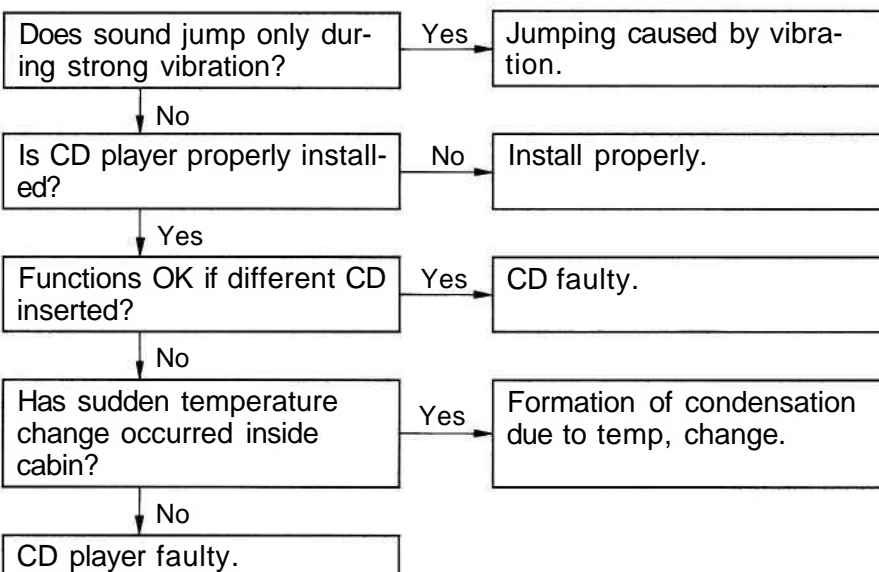 Does sound jump only dur-
ing strong vibration?
Yes
Jumping caused by vibra-
tion.
No
Is CD player properly install-
ed?
No
Install properly.
Yes
Functions OK if different CD
inserted?
Yes
CD faulty.
No
Has sudden temperature
change occurred inside
cabin?
Yes
Formation of condensation
due to temp, change.
No
CD player faulty.